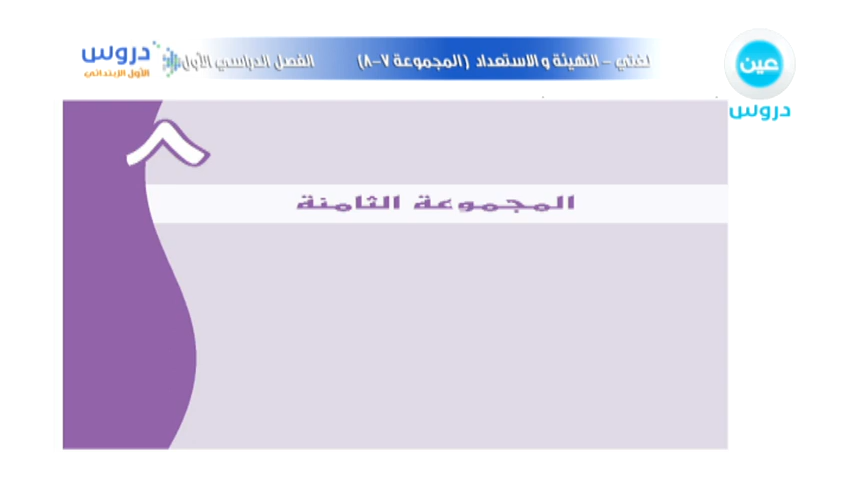 لغتي – التهيئة و الاستعداد (المجموعة ٧-٨) الفصل الدراسي الأول
دروس
الأول الابتدائي
عين
دروس
٨
المجموعة الثامنة